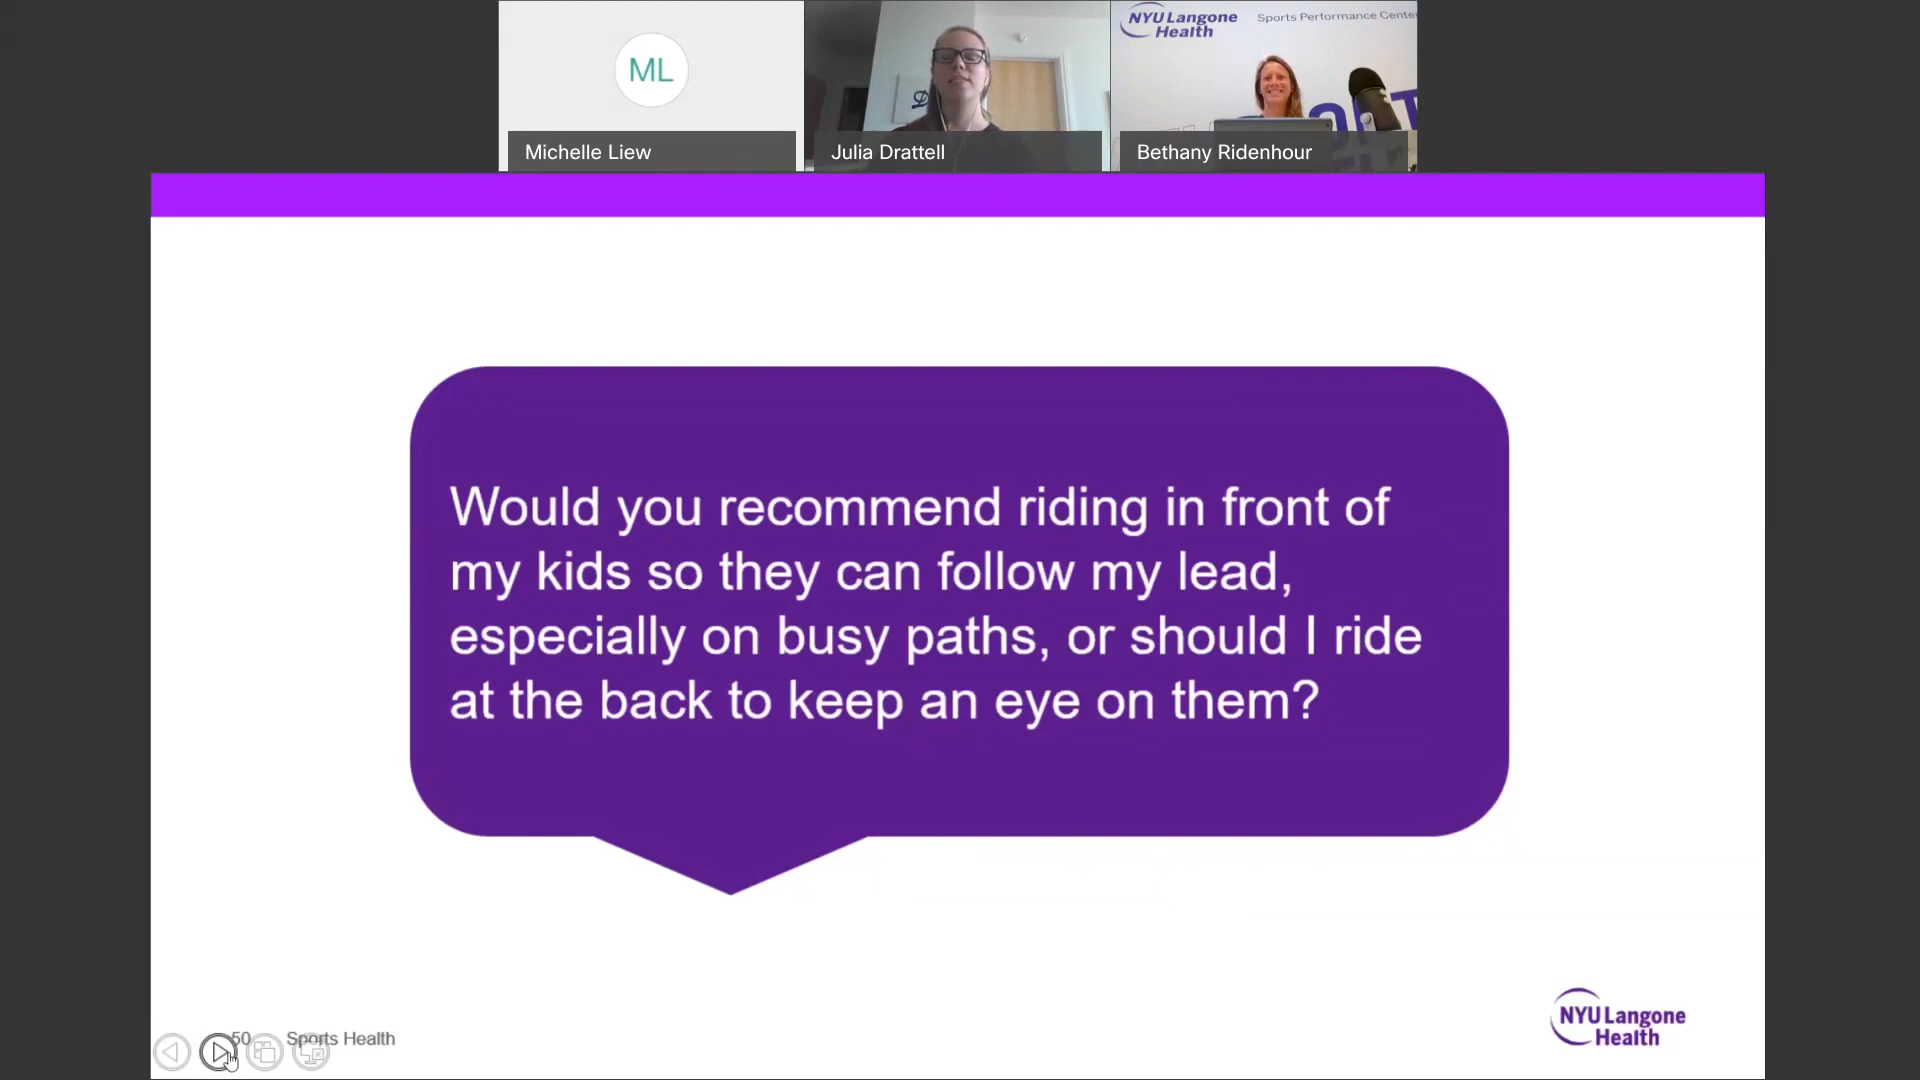 ML
Michelle Liew
Julia Drattell
NYU Langone
Health
Sports Performance Center
Bethany Ridenhour
Would you recommend riding in front of
my kids so they can follow my lead,
especially on busy paths, or should I ride
at the back to keep an eye on them?
50 Sports Health
NYU Langone
Health